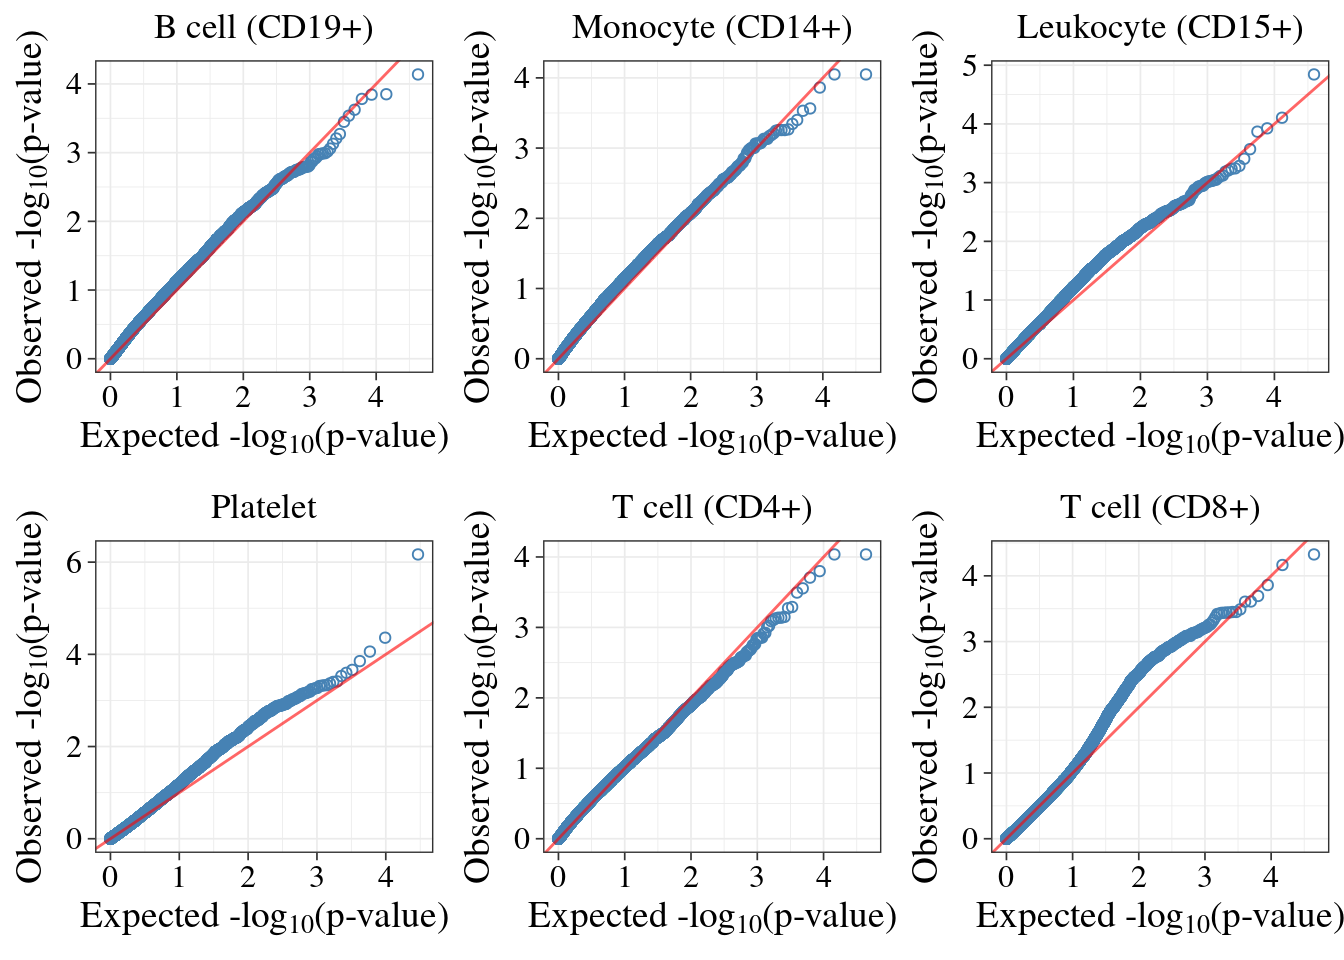 B cell (CD19+)
Observed -log10(p-value)
4
3
2
1
0
0 1 2 3 4
Expected -log10(p-value)
Monocyte (CD14+)
Observed -log10(p-value)
4
3
2
1
0
0 1 2 3 4
Expected -log10(p-value)
Leukocyte (CD15+)
Observed -log10(p-value)
5
4
3
2
1
0
0 1 2 3 4
Expected -log10(p-value)
Platelet
Observed -log10(p-value)
6
4
2
0
0 1 2 3 4
Expected -log10(p-value)
T cell (CD4+)
Observed -log10(p-value)
4
3
2
1
0
0 1 2 3 4
Expected -log10(p-value)
T cell (CD8+)
Observed -log10(p-value)
4
3
2
1
0
0 1 2 3 4
Expected -log10(p-value)